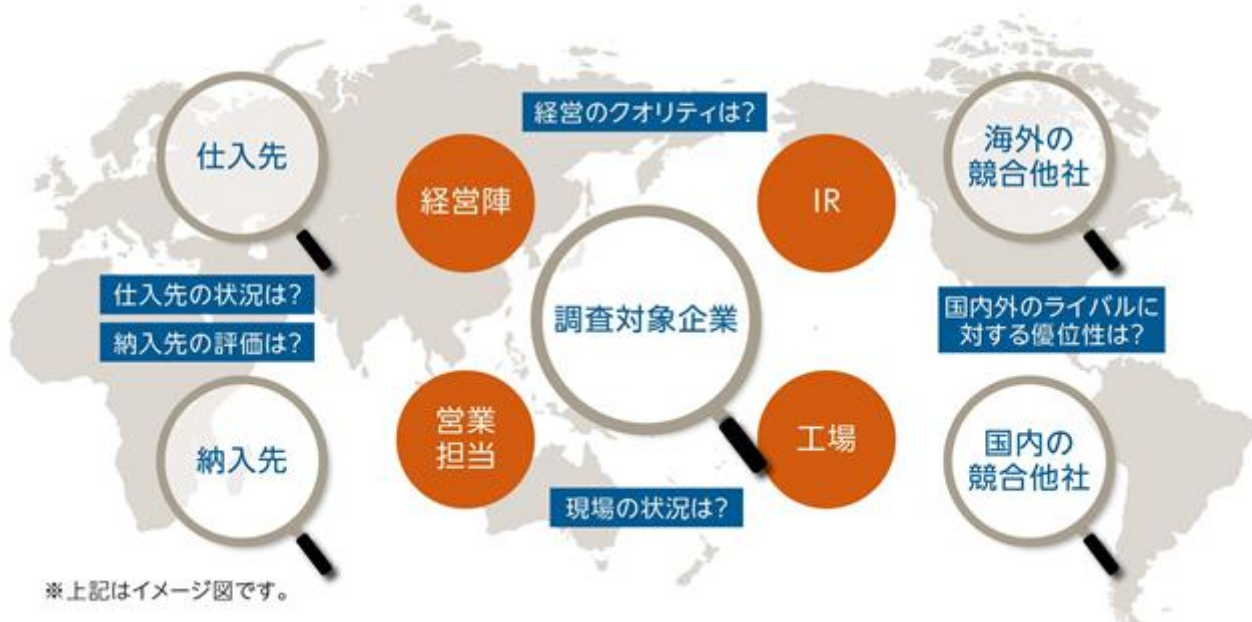 経営のクオリティは?
仕入先
経営陣
IR
海外の
競合他社
仕入先の状況は?
納入先の評価は?
調査対象企業
国内外のライバルに
対する優位性は?
納入先
営業
担当
工場
国内の
競合他社
現場の状況は?
※上記はイメージ図です。